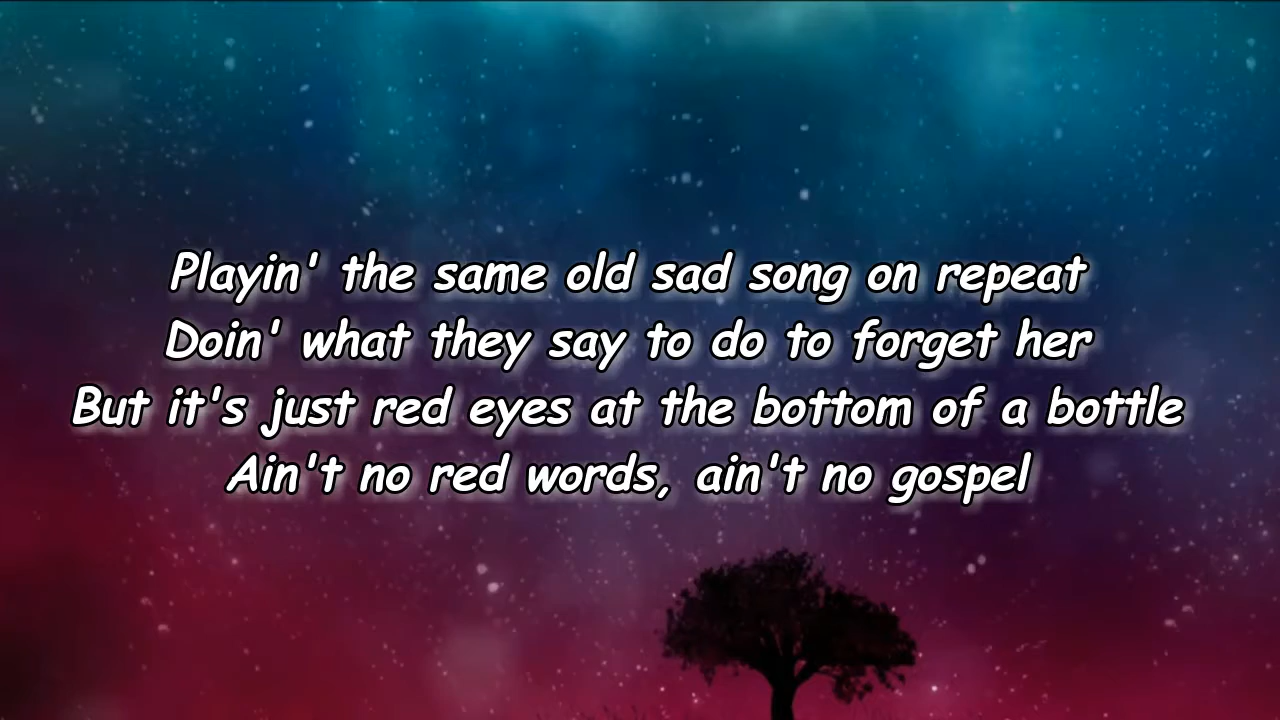 Playin' the same old sad song on repeat
Doin' what they say to do to forget her
But it's just red eyes at the bottom of a bottle
Ain't no red words, ain't no gospel